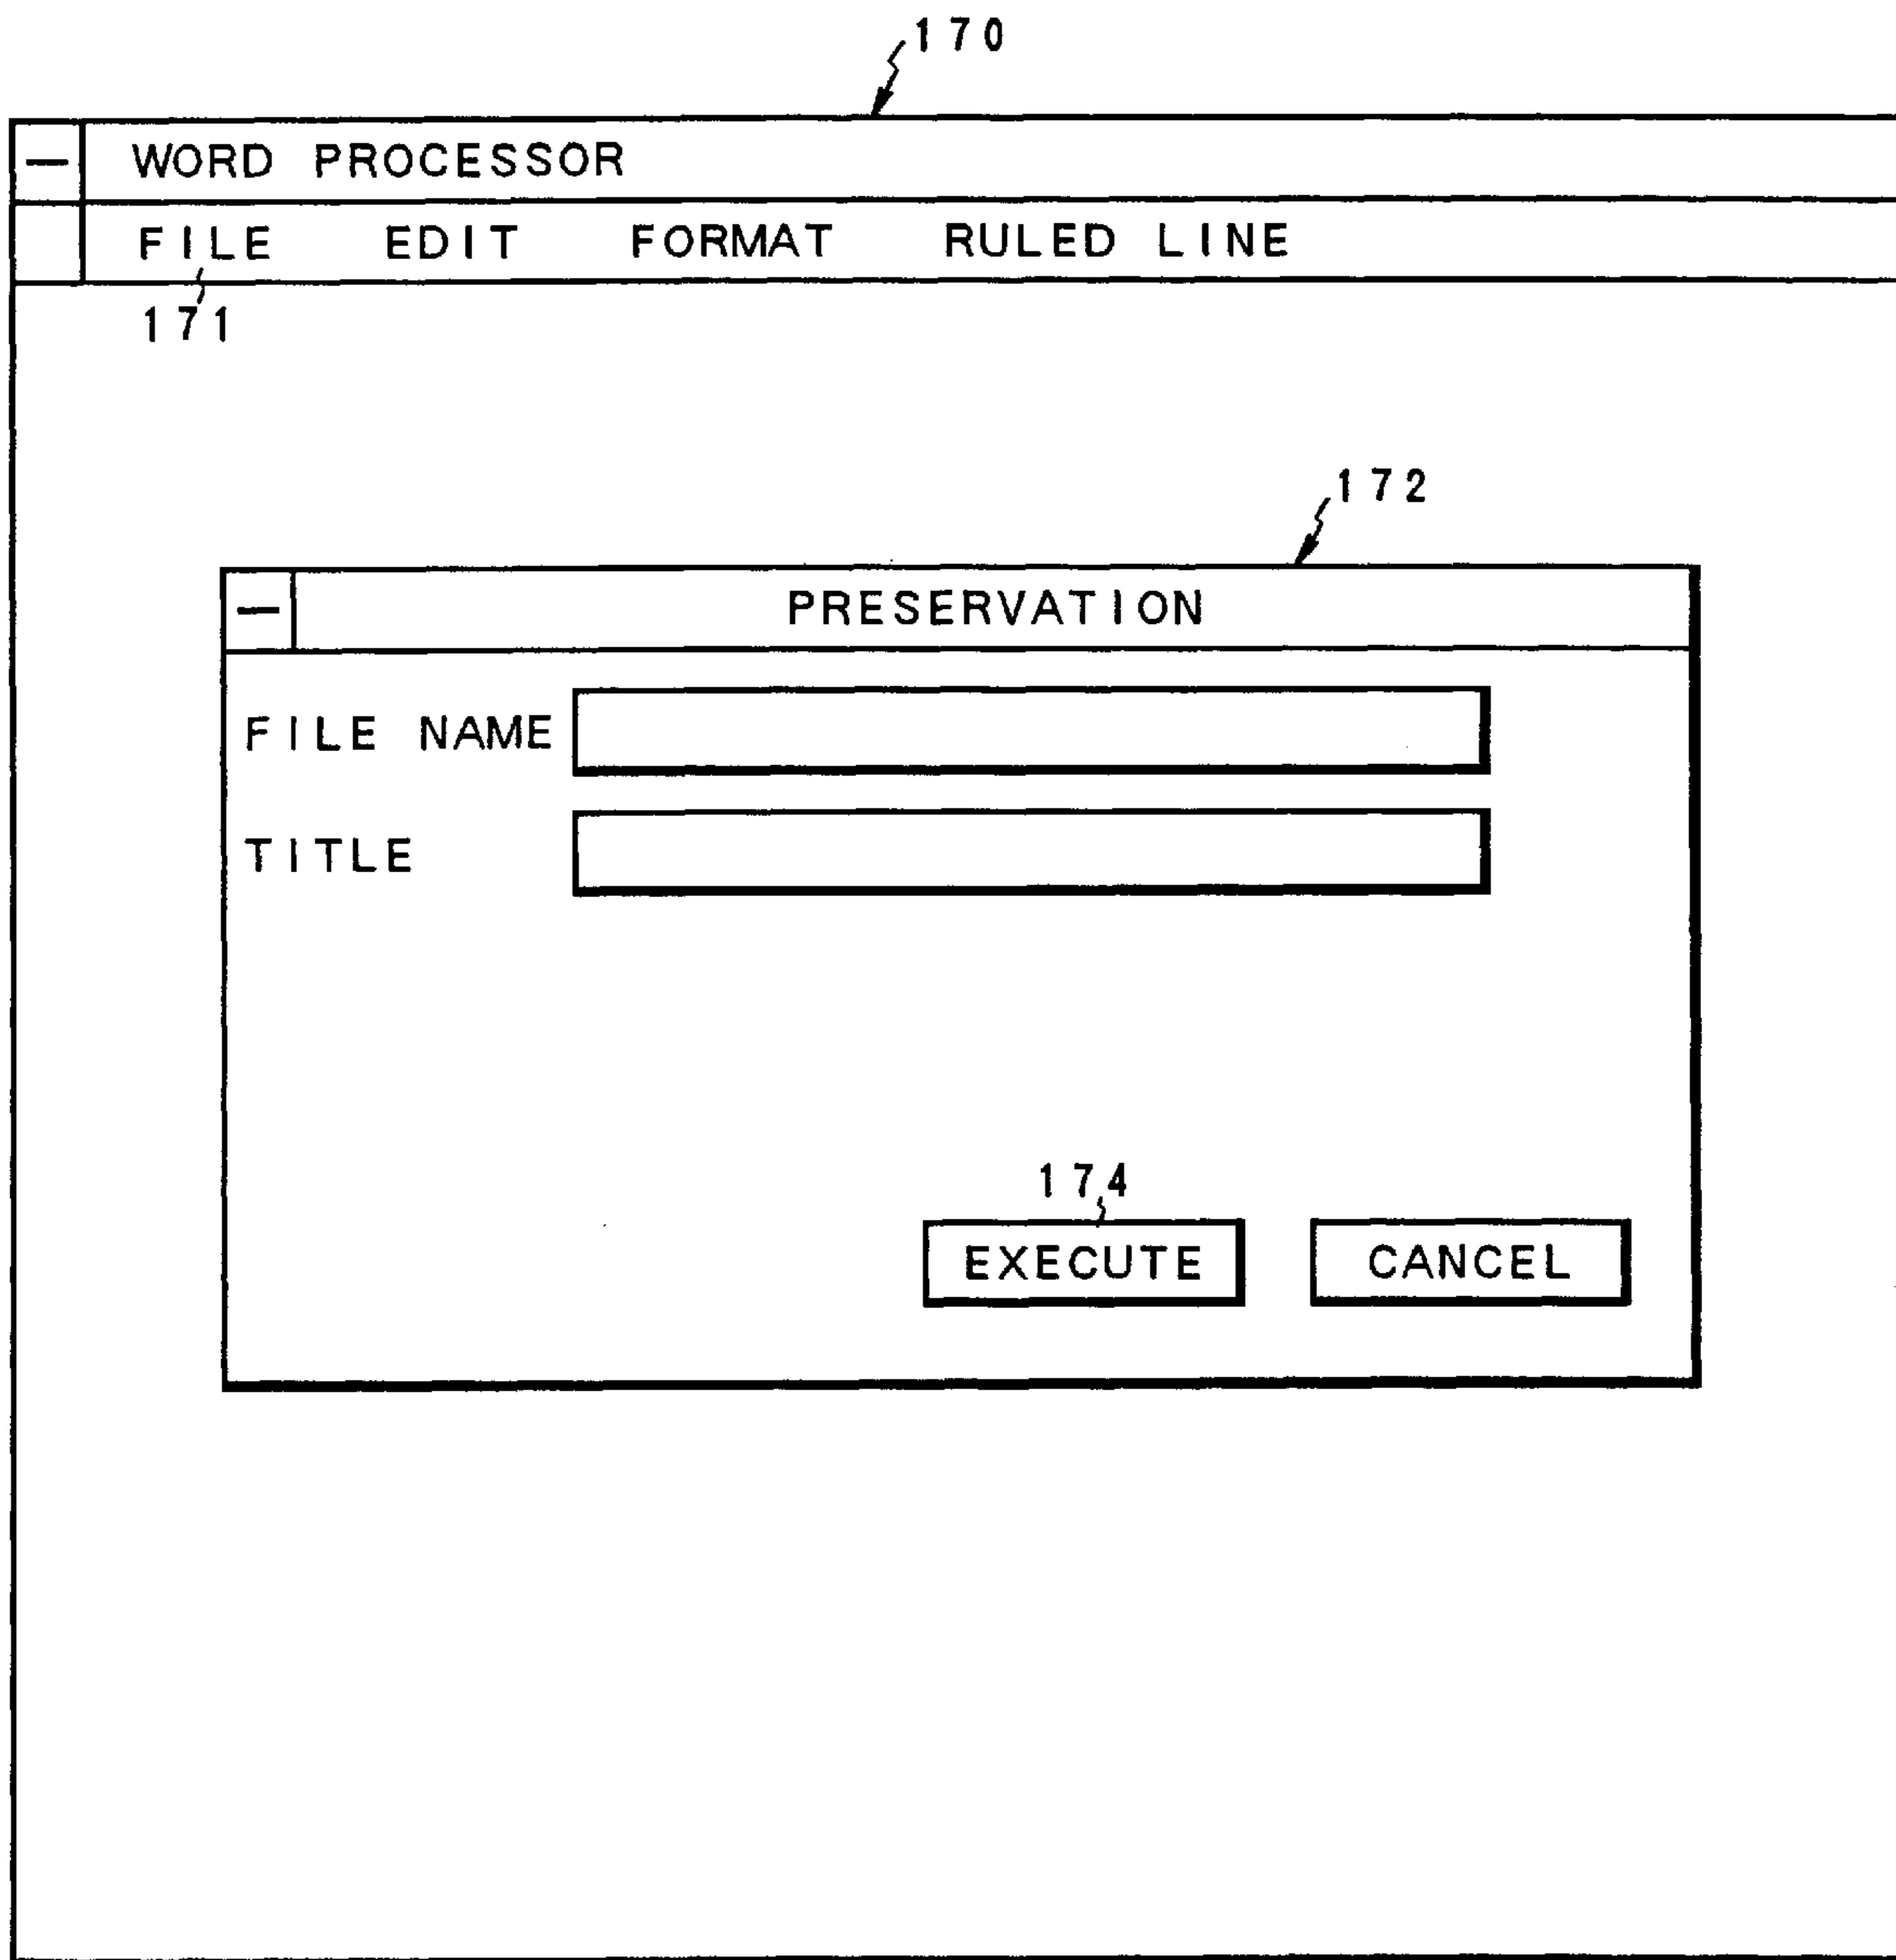 170
WORD PROCESSOR
FILE EDIT FORMAT RULED LINE
171
172
PRESERVATION
FILE NAME
TITLE
174
EXECUTE CANCEL